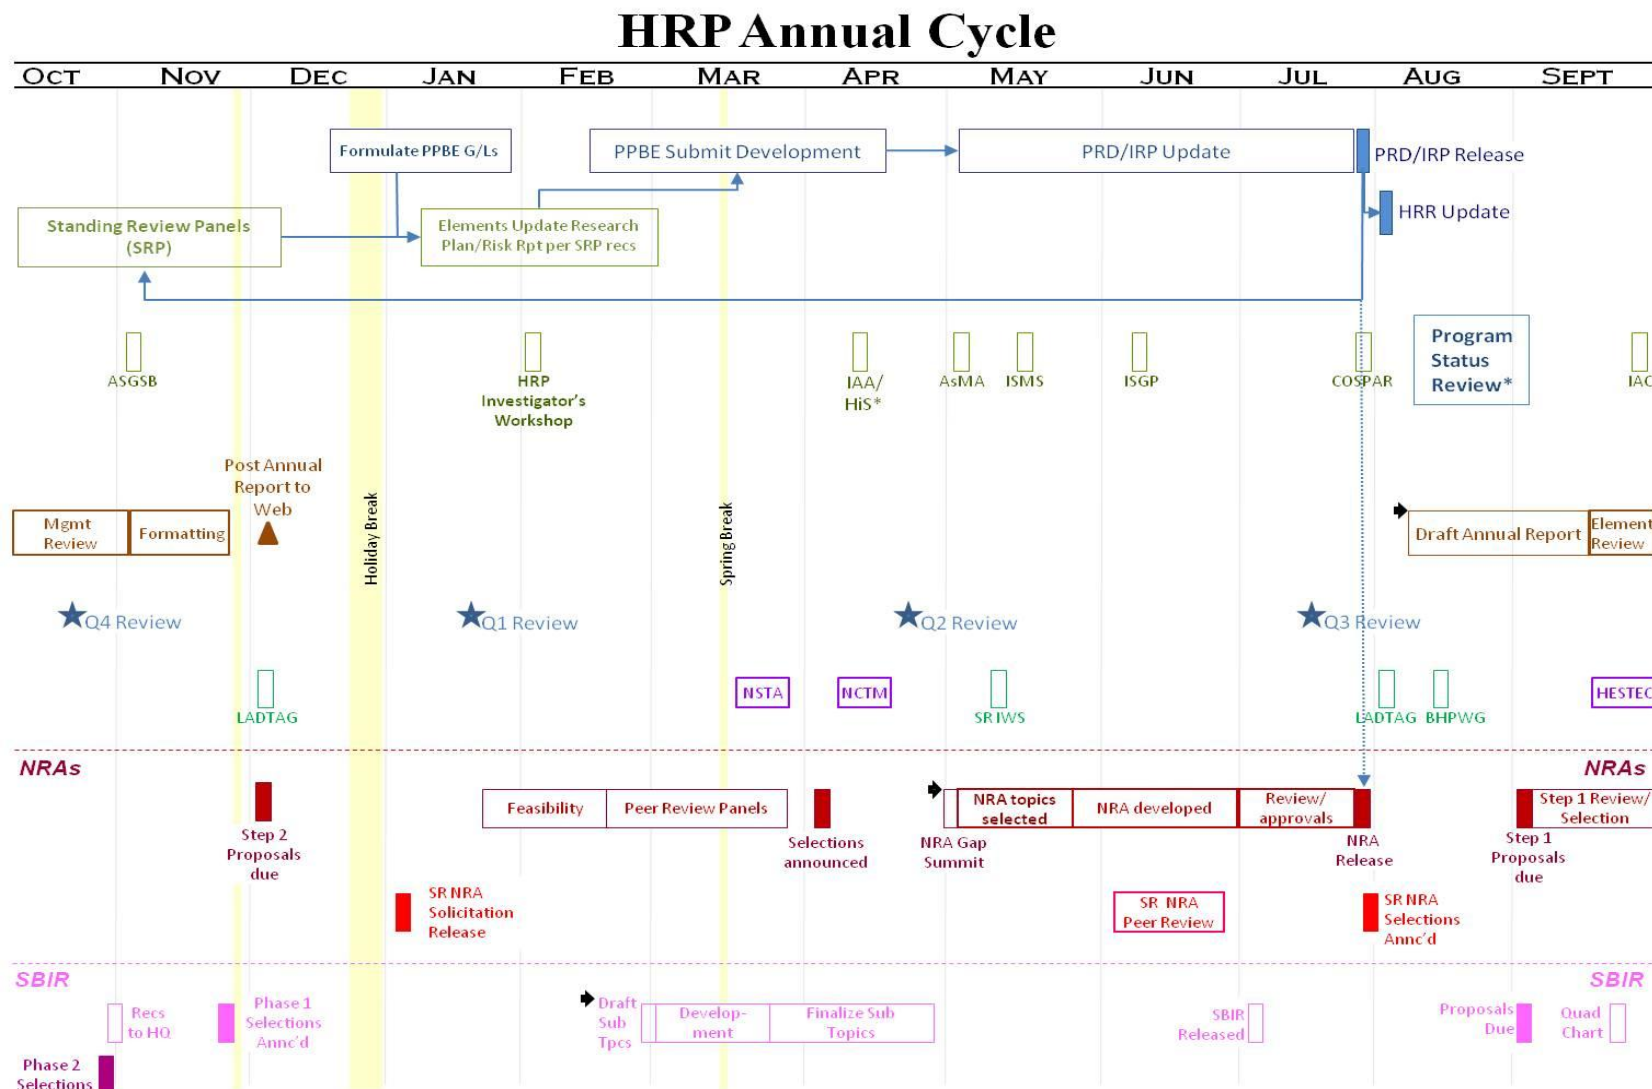 HRP Annual Cycle
OCT NOV DEC JAN FEB MAR APR MAY JUN JUL AUG SEPT
Formulate PPBE G/Ls
PPBE Submit Development
PRD/IRP Update
PRD/IRP Release
HRR Update
Standing Review Panels
(SRP)
Elements Update Research
Plan/Risk Rpt per SRP recs
ASGSB
HRP
Investigator's
Workshop
IAA/
HiS*
AsMA
ISMS
ISGP
COSPAR
Program
Status
Review*
IAC
Post Annual
Report to
Web
Mgmt
Review
Formatting
Holiday Break
Spring Break
Draft Annual Report
Element
Review
Q4 Review
Q1 Review
Q2 Review
Q3 Review
LADTAG
NSTA
NCTM
SR IWS
LADTAG
BHPWG
HESTEC
NRAs
NRAs
Step 2
Proposals
due
Feasibility
Peer Review Panels
Selections
announced
NRA Gap
Summit
NRA topics
selected
NRA developed
Review/
approvals
NRA
Release
Step 1
Proposals
due
Step 1 Review/
Selection
SR NRA
Solicitation
Release
SR NRA
Peer Review
SR NRA
Selections
Annc'd
SBIR
SBIR
Recs
to HQ
Phase 1
Selections
Annc'd
Draft
Sub
Tpcs
Develop-
ment
Finalize Sub
Topics
SBIR
Released
Proposals
Due
Quad
Chart
Phase 2
Selections